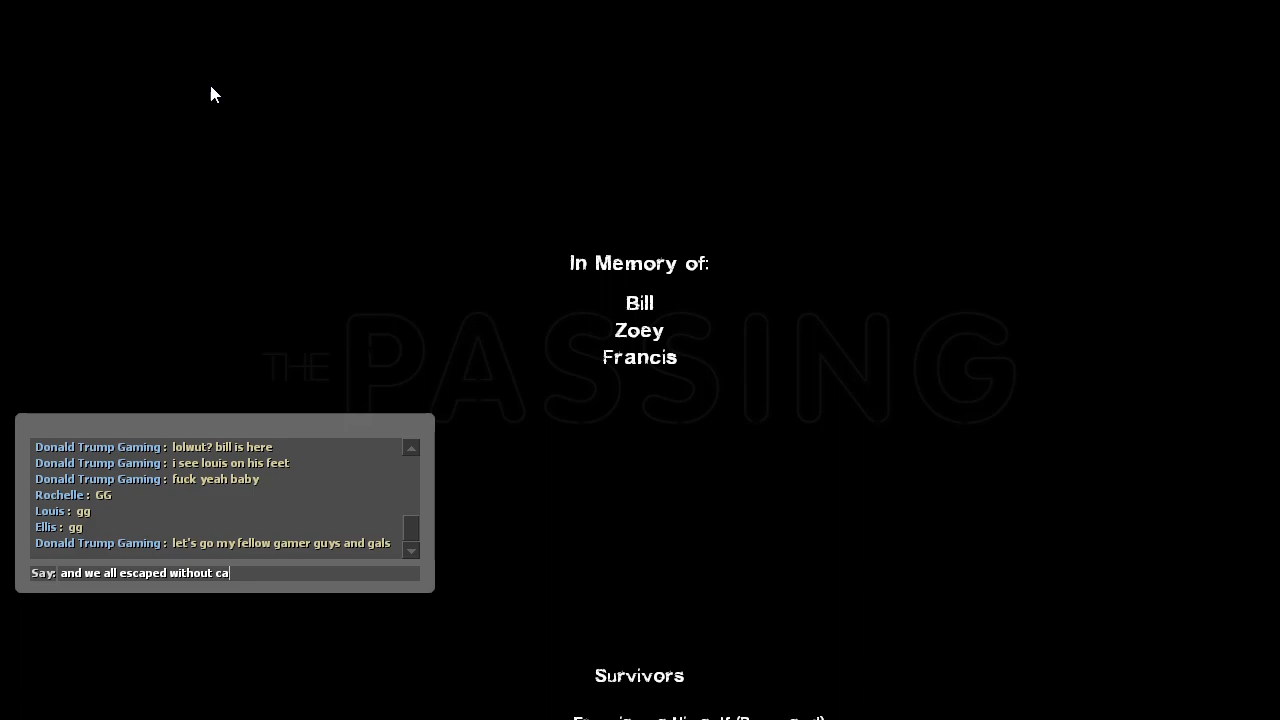 In Memory of:
Bill
Zoey
Francis
THE PASSING
Donald Trump Gaming : lolwut? bill is here
Donald Trump Gaming : i see louis on his feet
Donald Trump Gaming : fuck yeah baby
Rochelle : GG
Louis : gg
Ellis : gg
Donald Trump Gaming : let's go my fellow gamer guys and gals
Say: and we all escaped without ca
Survivors